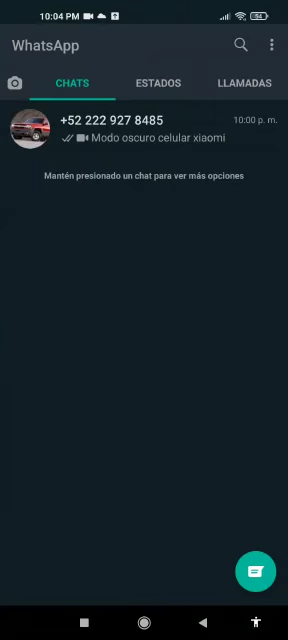 10:04 PM
54
WhatsApp
CHATS
ESTADOS
LLAMADAS
+52 222 927 8485
10:00 p. m.
Modo oscuro celular xiaomi
Mantén presionado un chat para ver más opciones